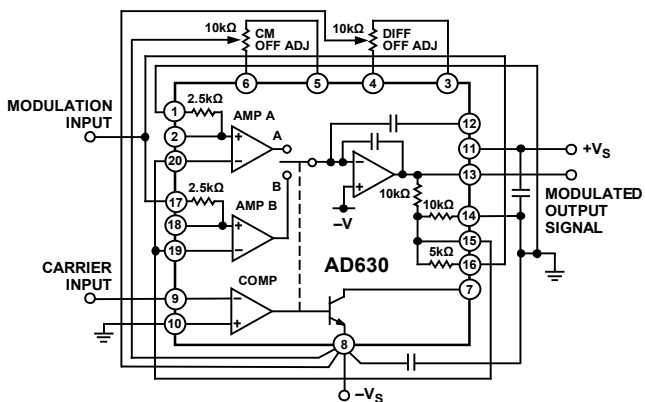 10kΩ CM OFF ADJ
10kΩ DIFF OFF ADJ
6 5 4 3
MODULATION INPUT
1 2.5kΩ AMP A
2 +
20 –
A
B
12
11 +VS
13
MODULATED OUTPUT SIGNAL
– +
–V
10kΩ
10kΩ 14
15
5kΩ 16
17 2.5kΩ
18 + AMP B
19 –
AD630
7
CARRIER INPUT
COMP
9 –
10 +
8
–VS